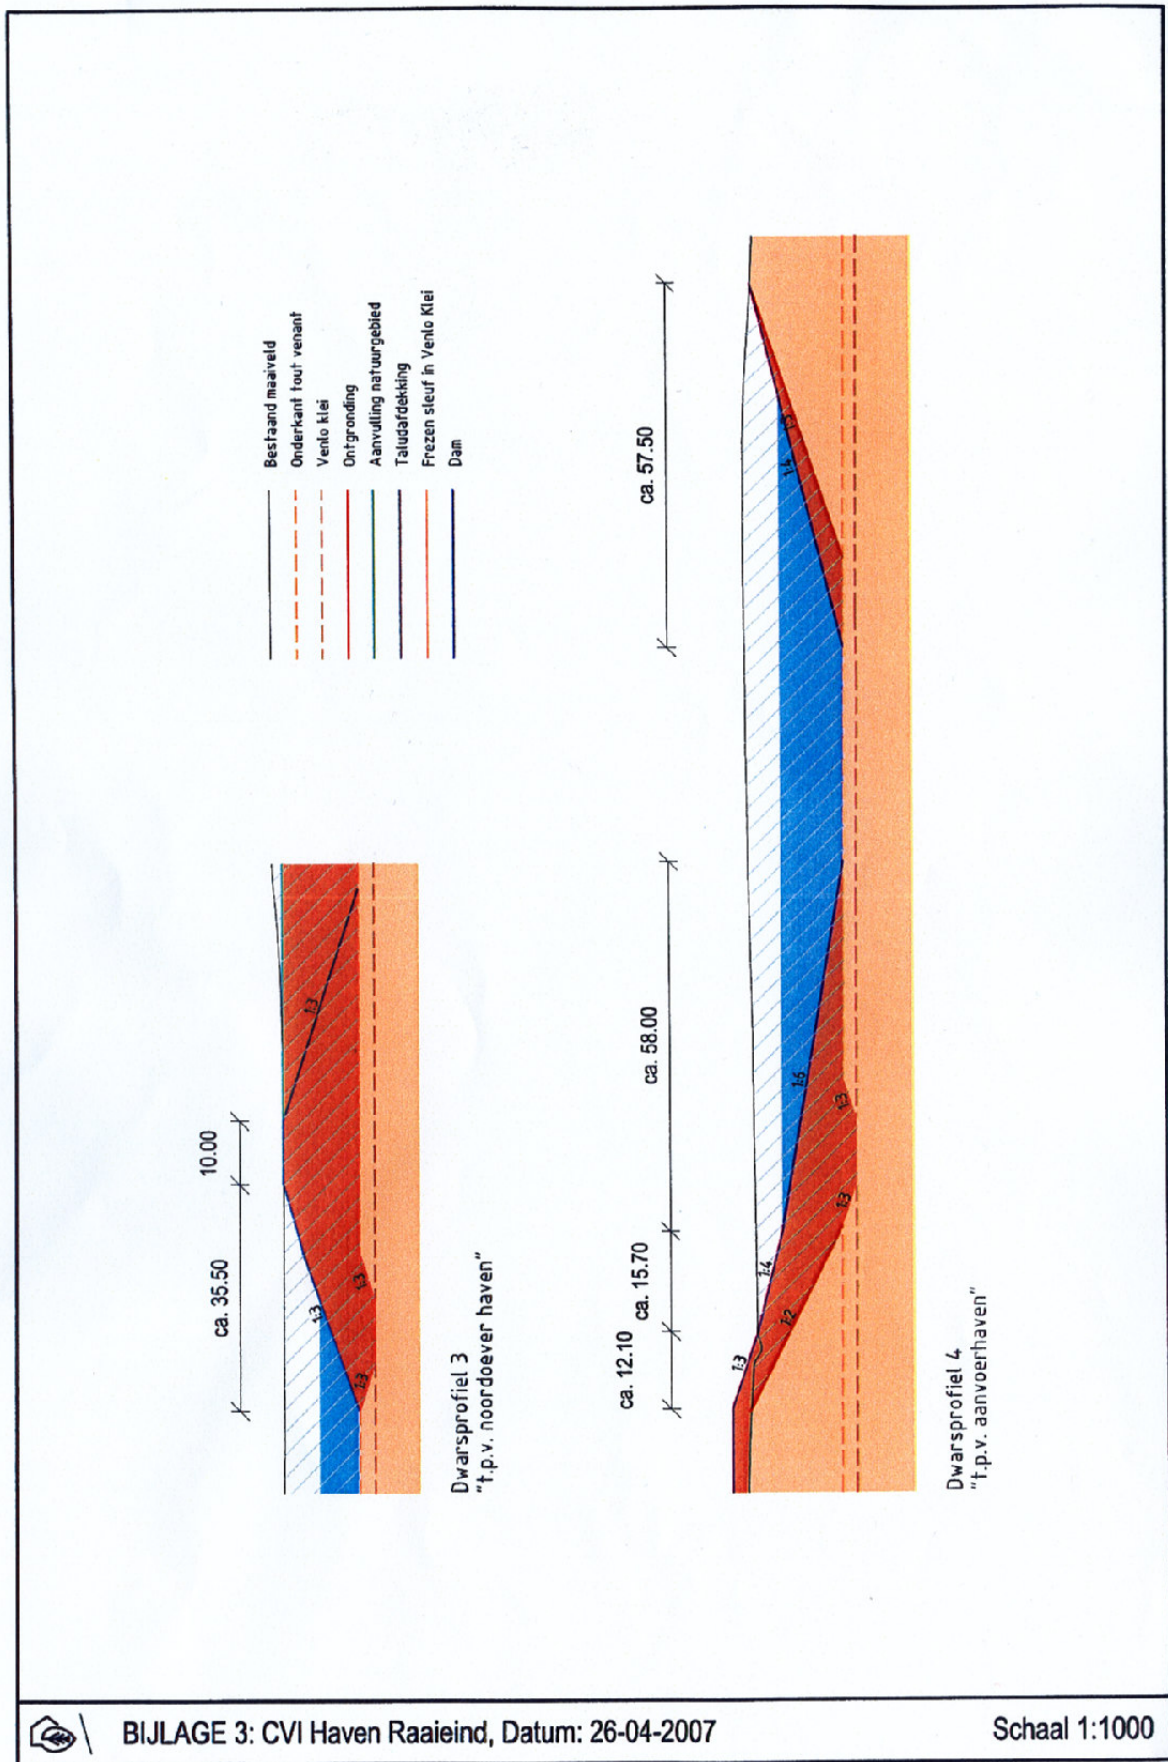 Bestaand maaiveld
Onderkant tout venant
Venlo klei
Ontgronding
Aanvulling natuurgebied
Taludafdekking
Frezen sleuf in Venlo Klei
Dam
ca. 35.50
10.00
1:3
1:3
1:3
1:3
Dwarsprofiel 3
"t.p.v. noordoever haven"
ca. 12.10
ca. 15.70
ca. 58.00
ca. 57.50
1:3
1:4
1:2
1:3
1:3
1:6
1:4
Dwarsprofiel 4
"t.p.v. aanvoerhaven"
BIJLAGE 3: CVI Haven Raaieind, Datum: 26-04-2007
Schaal 1:1000